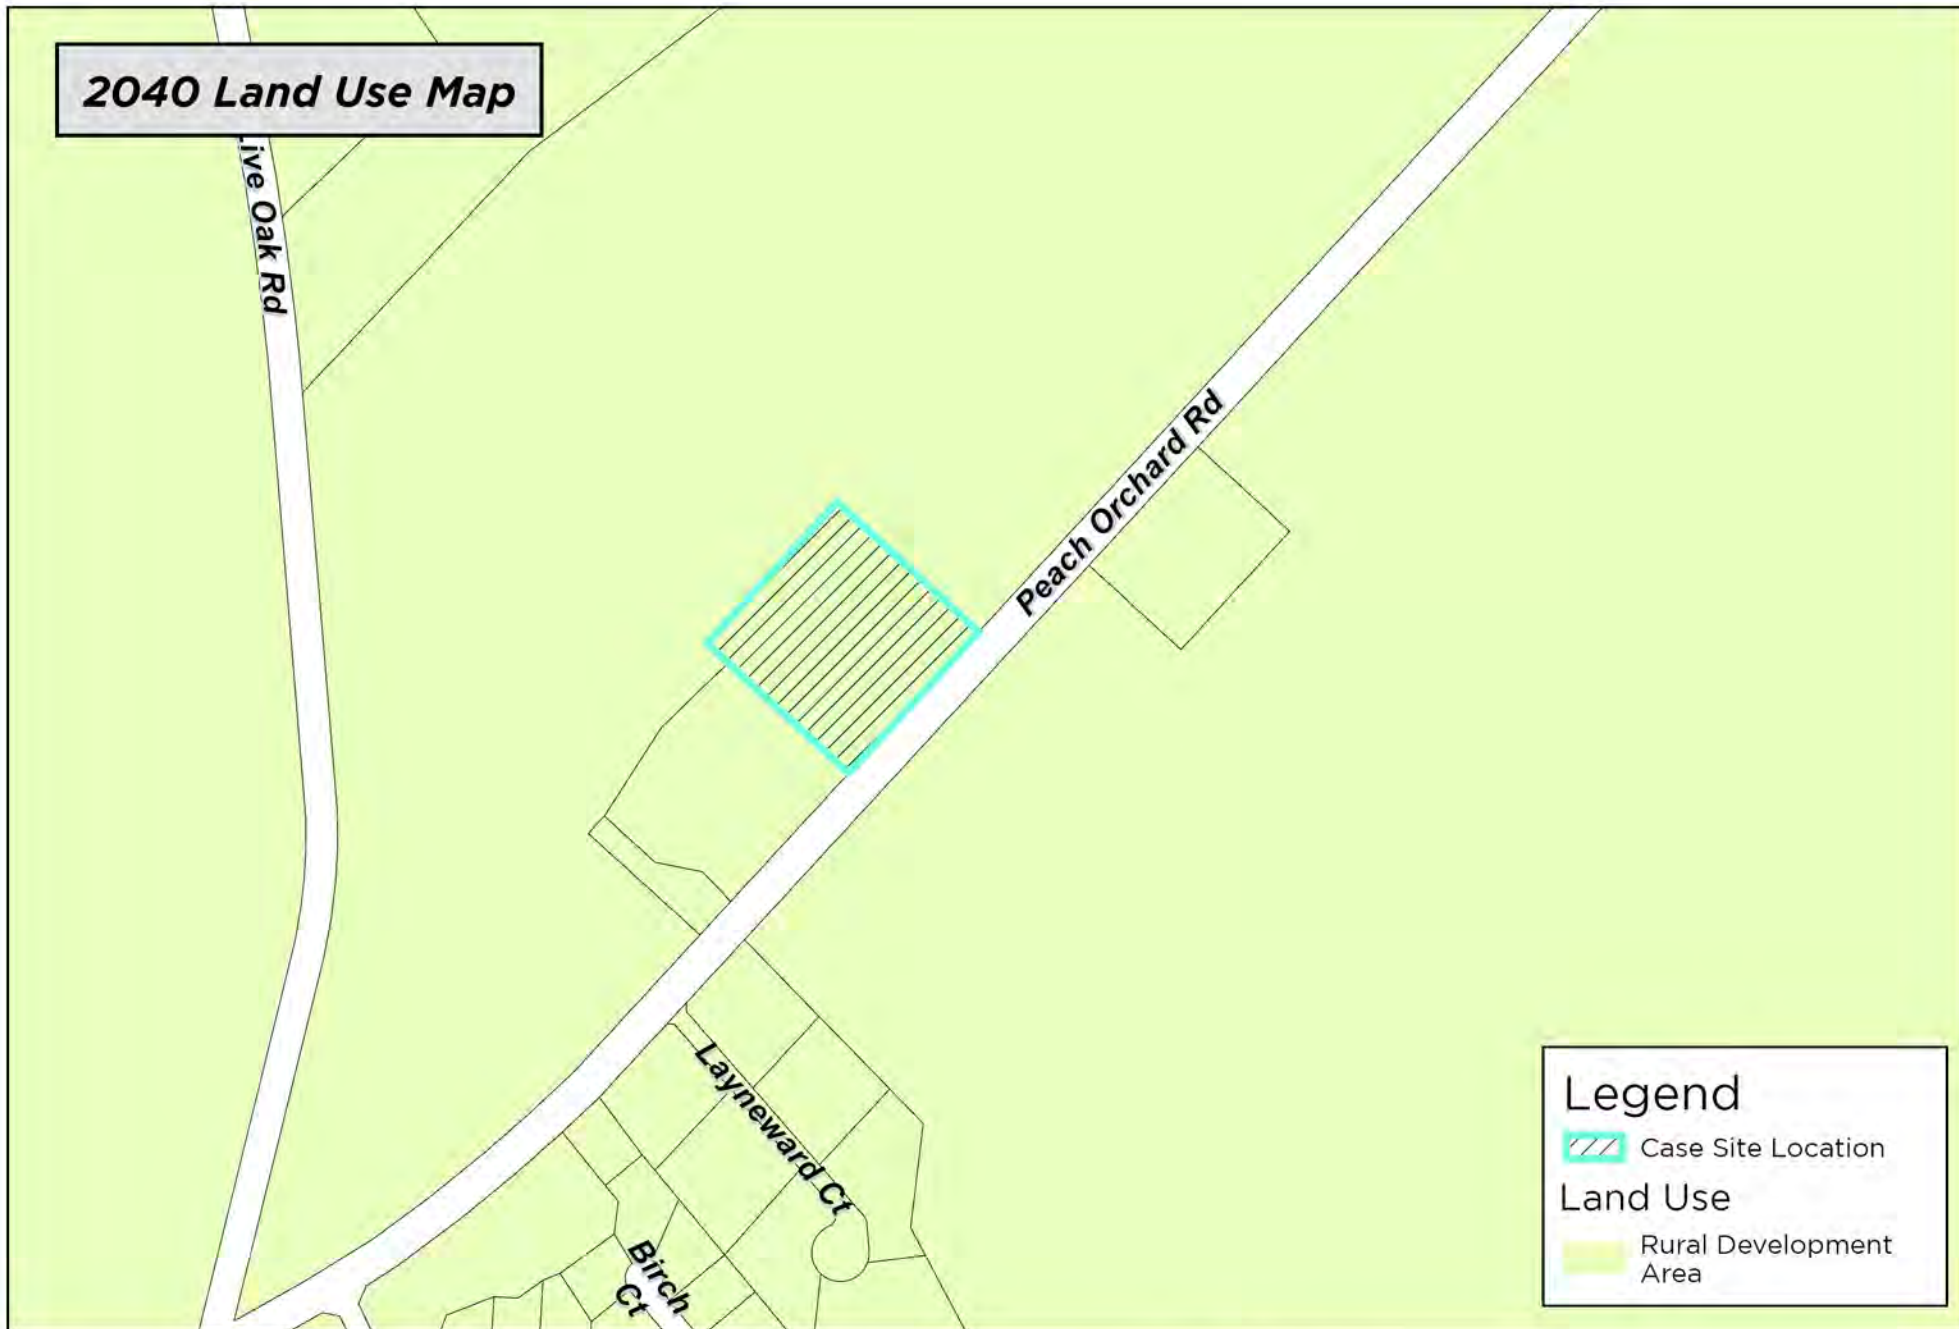 2040 Land Use Map
Live Oak Rd
Peach Orchard Rd
Layneward Ct
Birch
Ct
Legend
Case Site Location
Land Use
Rural Development
Area